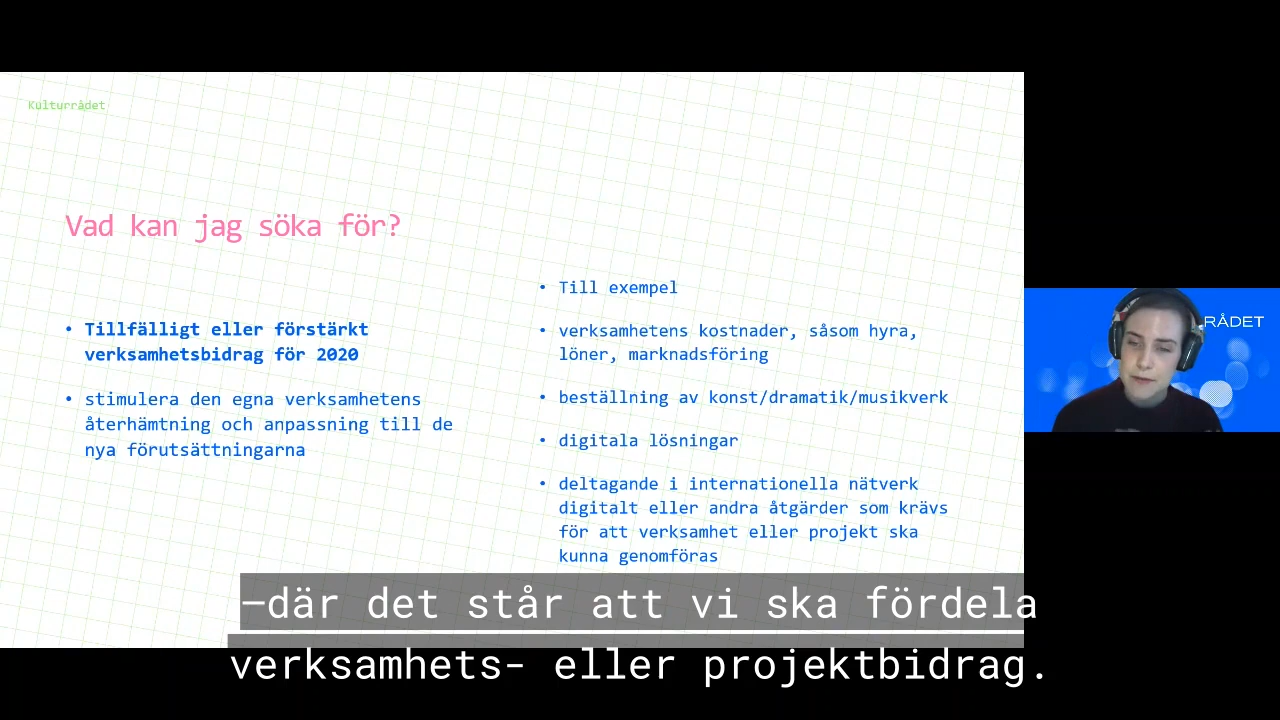 Kulturrådet
Vad kan jag söka för?
• Tillfälligt eller förstärkt
verksamhetsbidrag för 2020
• stimulera den egna verksamhetens
återhämtning och anpassning till de
nya förutsättningarna
• Till exempel
• verksamhetens kostnader, såsom hyra,
löner, marknadsföring
• beställning av konst/dramatik/musikverk
• digitala lösningar
• deltagande i internationella nätverk
digitalt eller andra åtgärder som krävs
för att verksamhet eller projekt ska
kunna genomföras
RÅDET
–där det står att vi ska fördela
verksamhets- eller projektbidrag.